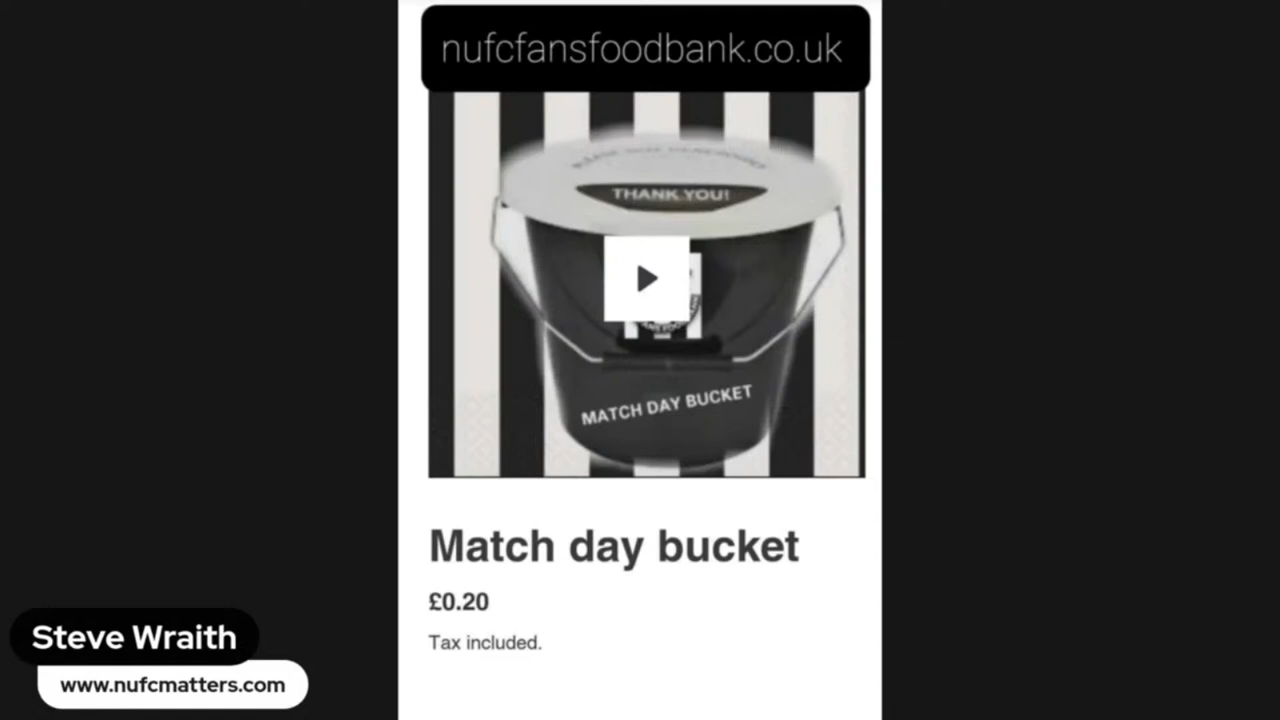 nufcfansfoodbank.co.uk
THANK YOU!
MATCH DAY BUCKET
Match day bucket
£0.20
Tax included.
Steve Wraith
www.nufcmatters.com